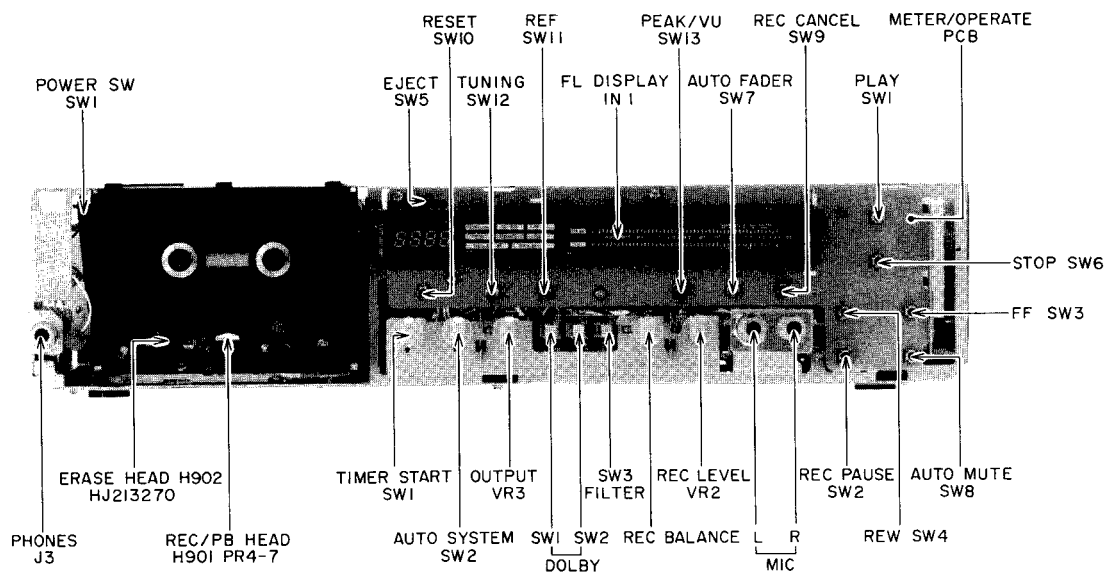 RESET
SW10
REF
SW11
PEAK/VU
SW13
REC CANCEL
SW9
METER/OPERATE
PCB
POWER SW
SW1
EJECT
SW5
TUNING
SW12
FL DISPLAY
IN 1
AUTO FADER
SW7
PLAY
SW1
STOP SW6
FF SW3
ERASE HEAD H902
HJ213270
TIMER START
SW1
OUTPUT
VR3
SW3
FILTER
REC LEVEL
VR2
REC PAUSE
SW2
AUTO MUTE
SW8
PHONES
J3
REC/PB HEAD
H901 PR4-7
AUTO SYSTEM
SW2
SW1 SW2
DOLBY
REC BALANCE
L R
MIC
REW SW4